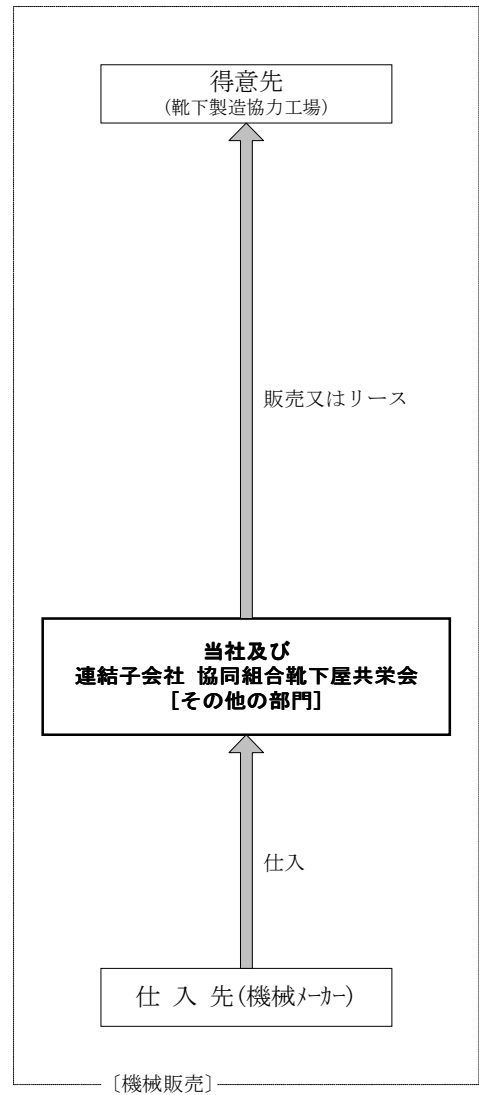 得意先
(靴下製造協力工場)
販売又はリース
当社及び
連結子会社 協同組合靴下屋共栄会
[その他の部門]
仕入
仕 入 先(機械メーカー)
〔機械販売〕